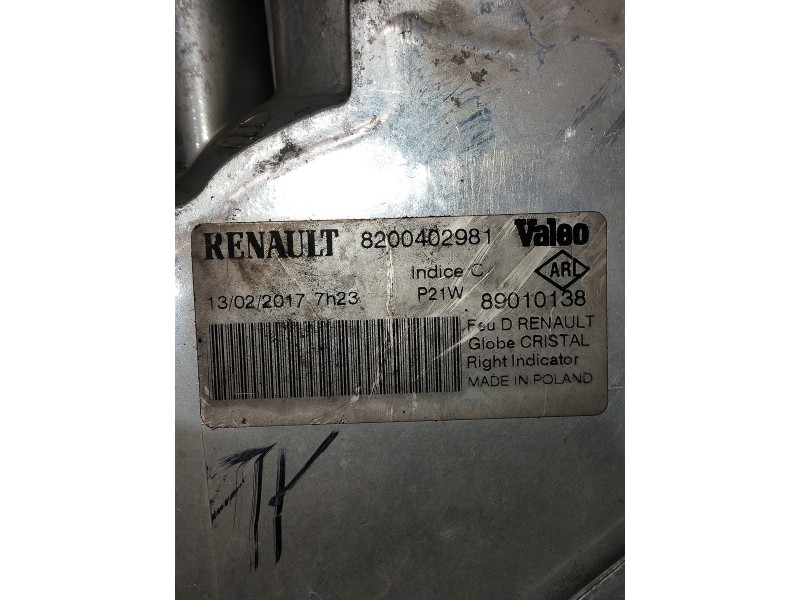 RENAULT 8200402981 Valeo
Indice C ARL
13/02/2017 7h23 P21W 89010138
Feu D RENAULT
Globe CRISTAL
Right Indicator
MADE IN POLAND